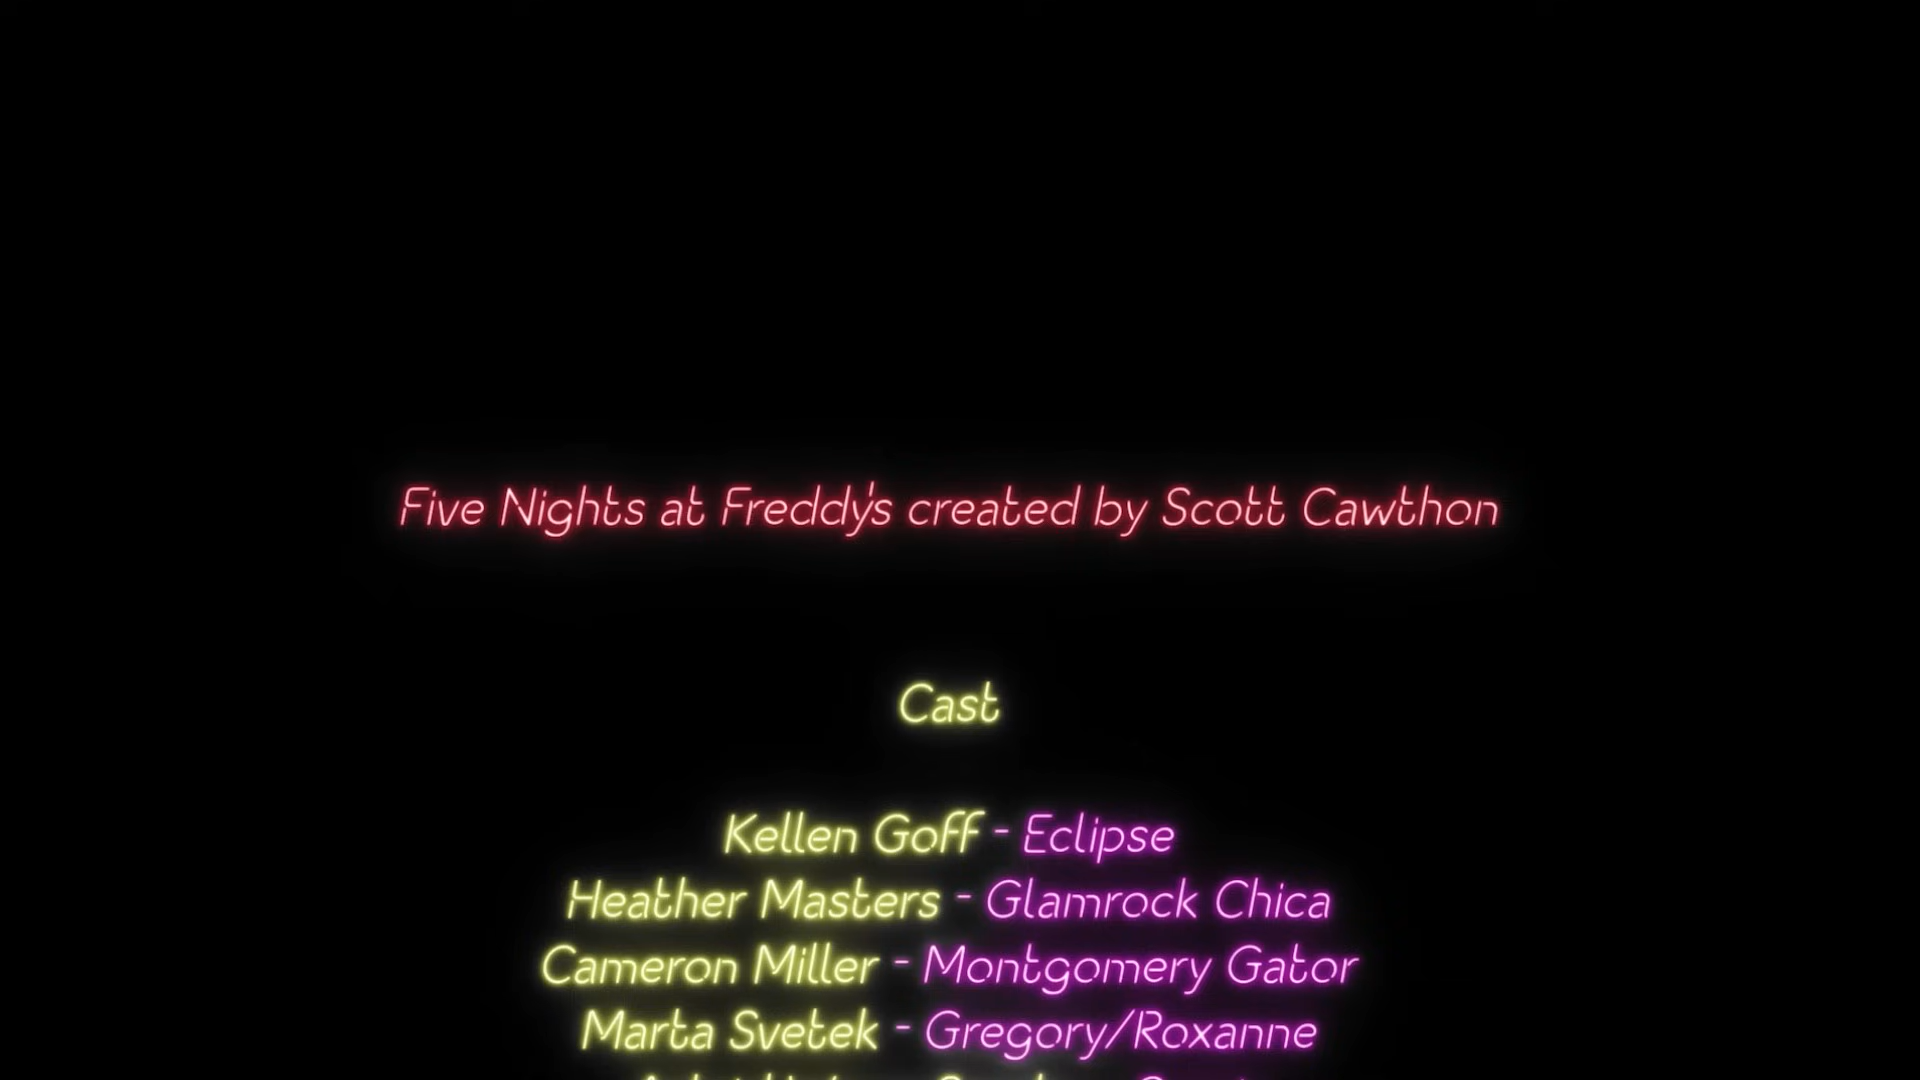 Five Nights at Freddy's created by Scott Cawthon
Cast
Kellen Goff - Eclipse
Heather Masters - Glamrock Chica
Cameron Miller - Montgomery Gator
Marta Svetek - Gregory/Roxanne